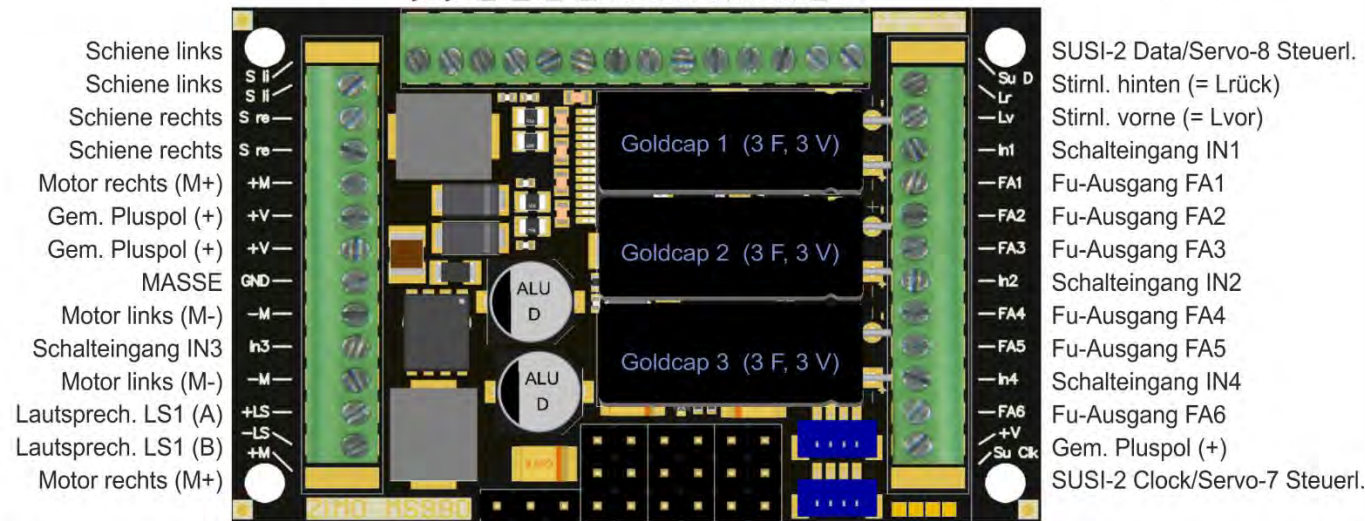 Schiene links
Schiene links
Schiene rechts
Schiene rechts
Motor rechts (M+)
Gem. Pluspol (+)
Gem. Pluspol (+)
MASSE
Motor links (M-)
Schalteingang IN3
Motor links (M-)
Lautsprech. LS1 (A)
Lautsprech. LS1 (B)
Motor rechts (M+)
S li
S li
S re
S re
+M
+V
+V
GND
-M
In3
-M
+LS
-LS
+M
Goldcap 1 (3 F, 3 V)
Goldcap 2 (3 F, 3 V)
Goldcap 3 (3 F, 3 V)
ALU
D
ALU
D
ZIMO MS990
Su D
Lr
Lv
In1
FA1
FA2
FA3
In2
FA4
FA5
In4
FA6
+V
Su Clk
SUSI-2 Data/Servo-8 Steuerl.
Stirnl. hinten (= Lrück)
Stirnl. vorne (= Lvor)
Schalteingang IN1
Fu-Ausgang FA1
Fu-Ausgang FA2
Fu-Ausgang FA3
Schalteingang IN2
Fu-Ausgang FA4
Fu-Ausgang FA5
Schalteingang IN4
Fu-Ausgang FA6
Gem. Pluspol (+)
SUSI-2 Clock/Servo-7 Steuerl.